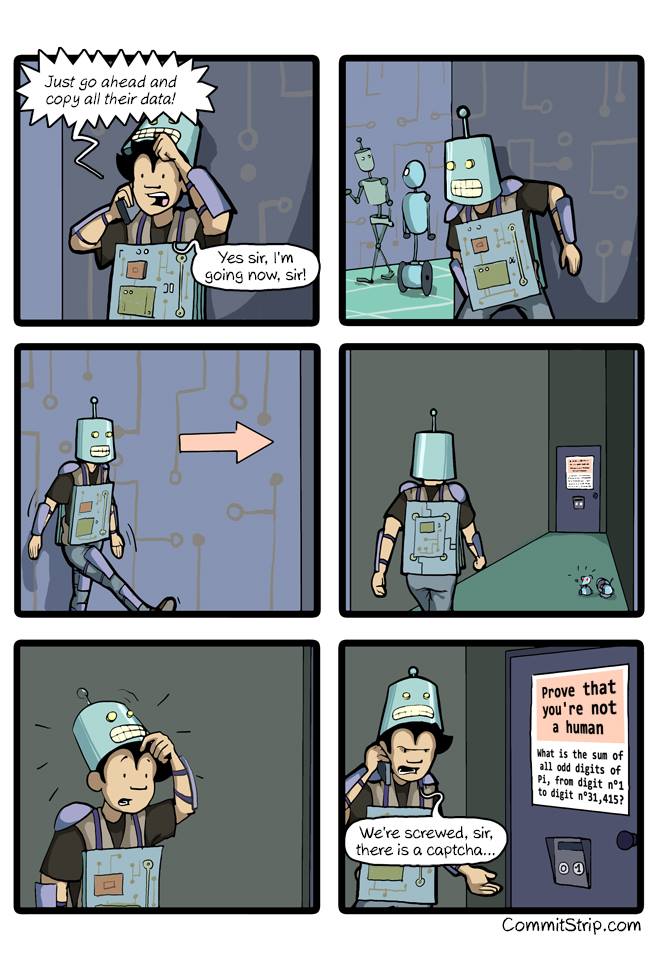 Just go ahead and
copy all their data!
Yes sir, I'm
going now, sir!
Prove that
you're not
a human
What is the sum of
all odd digits of
Pi, from digit n°1
to digit n°31,415?
0 1
We're screwed, sir,
there is a captcha...
CommitStrip.com